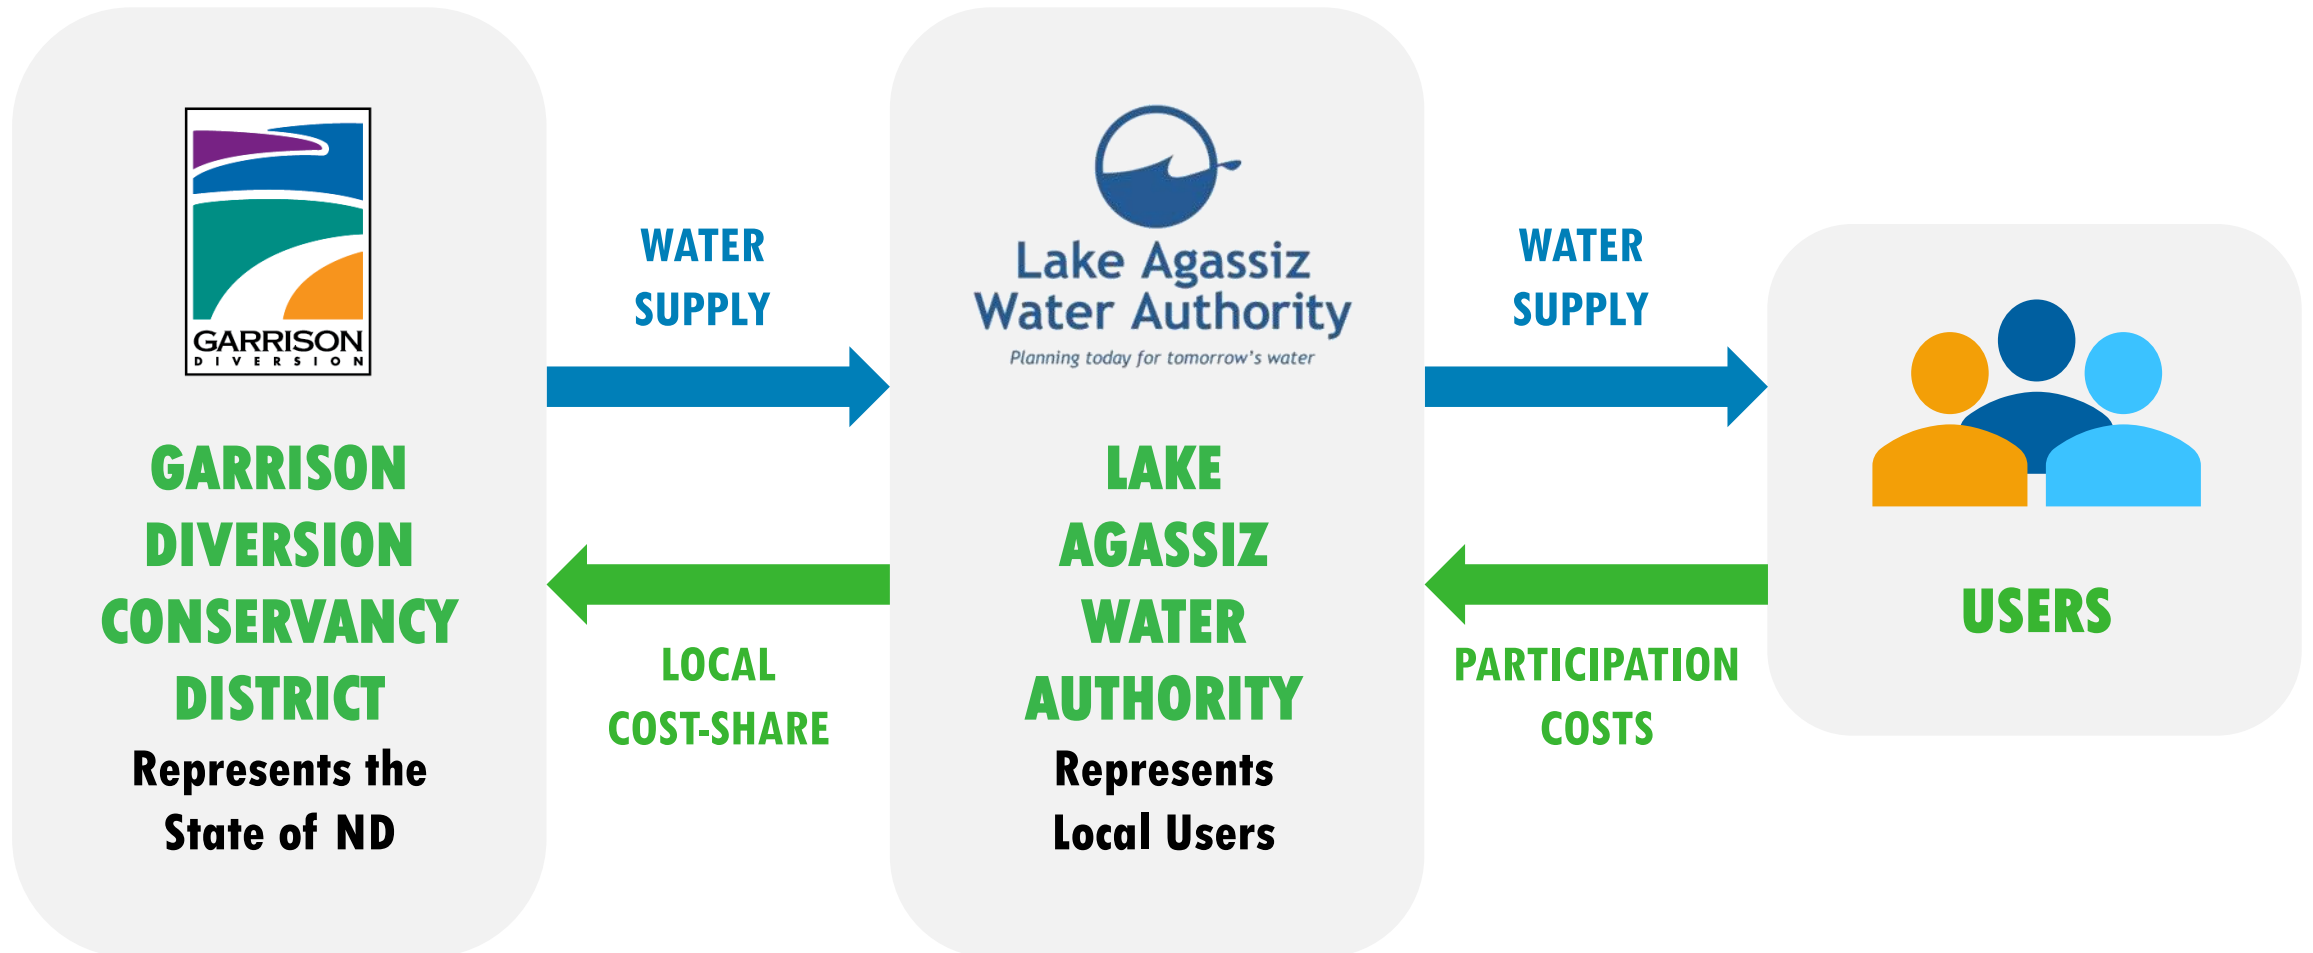 GARRISON
DIVERSION
GARRISON
DIVERSION
CONSERVANCY
DISTRICT
Represents the
State of ND
WATER
SUPPLY
LOCAL
COST-SHARE
Lake Agassiz
Water Authority
Planning today for tomorrow's water
LAKE
AGASSIZ
WATER
AUTHORITY
Represents
Local Users
WATER
SUPPLY
PARTICIPATION
COSTS
USERS